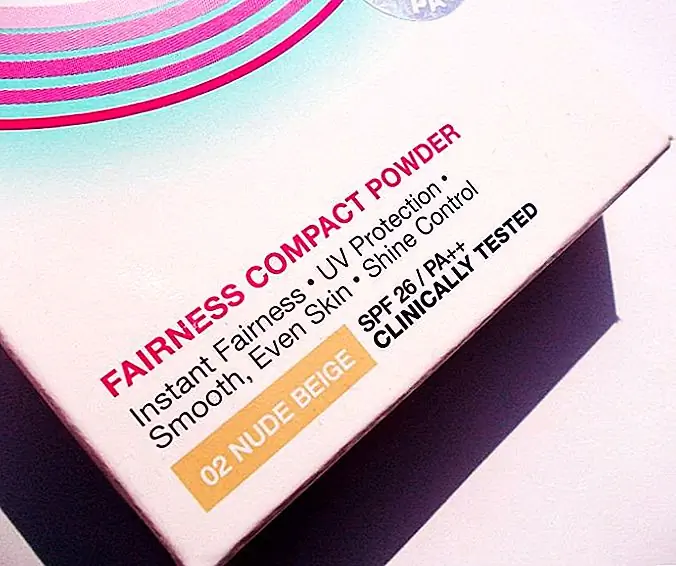 PA
FAIRNESS COMPACT POWDER
Instant Fairness • UV Protection •
Smooth, Even Skin • Shine Control
02 NUDE BEIGE
SPF 26 / PA++
CLINICALLY TESTED